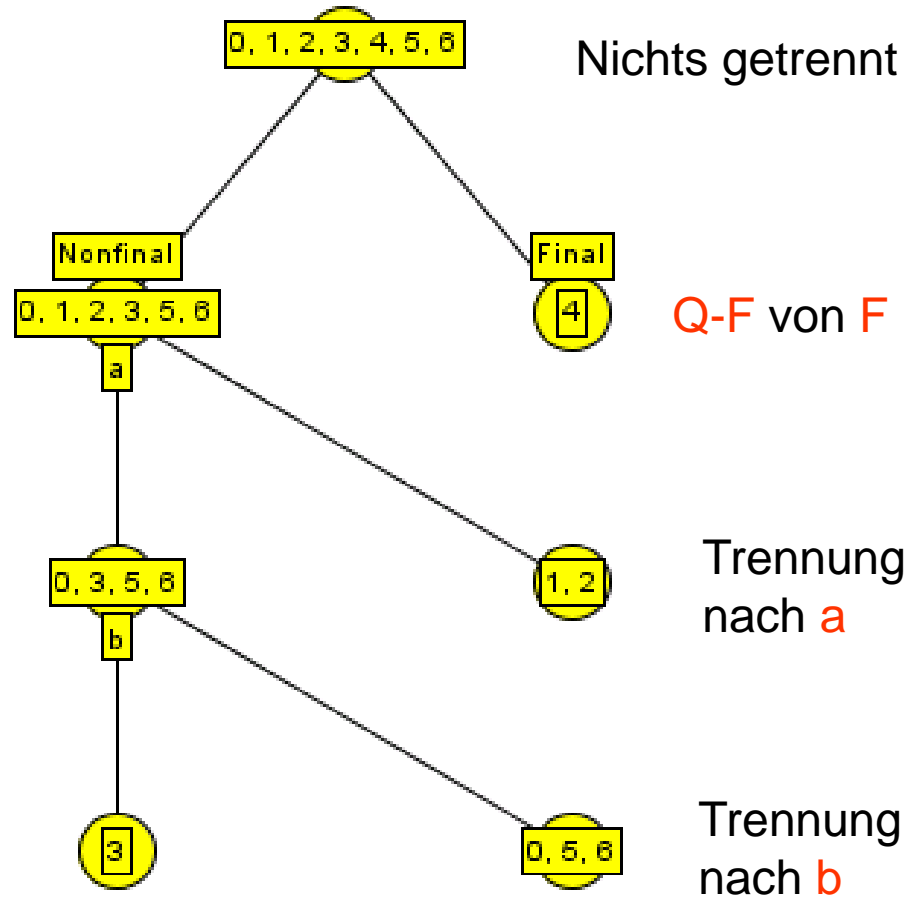 0, 1, 2, 3, 4, 5, 6
Nichts getrennt
Nonfinal
Final
0, 1, 2, 3, 5, 6
4
Q-F von F
a
0, 3, 5, 6
1, 2
Trennung
nach a
b
3
0, 5, 6
Trennung
nach b